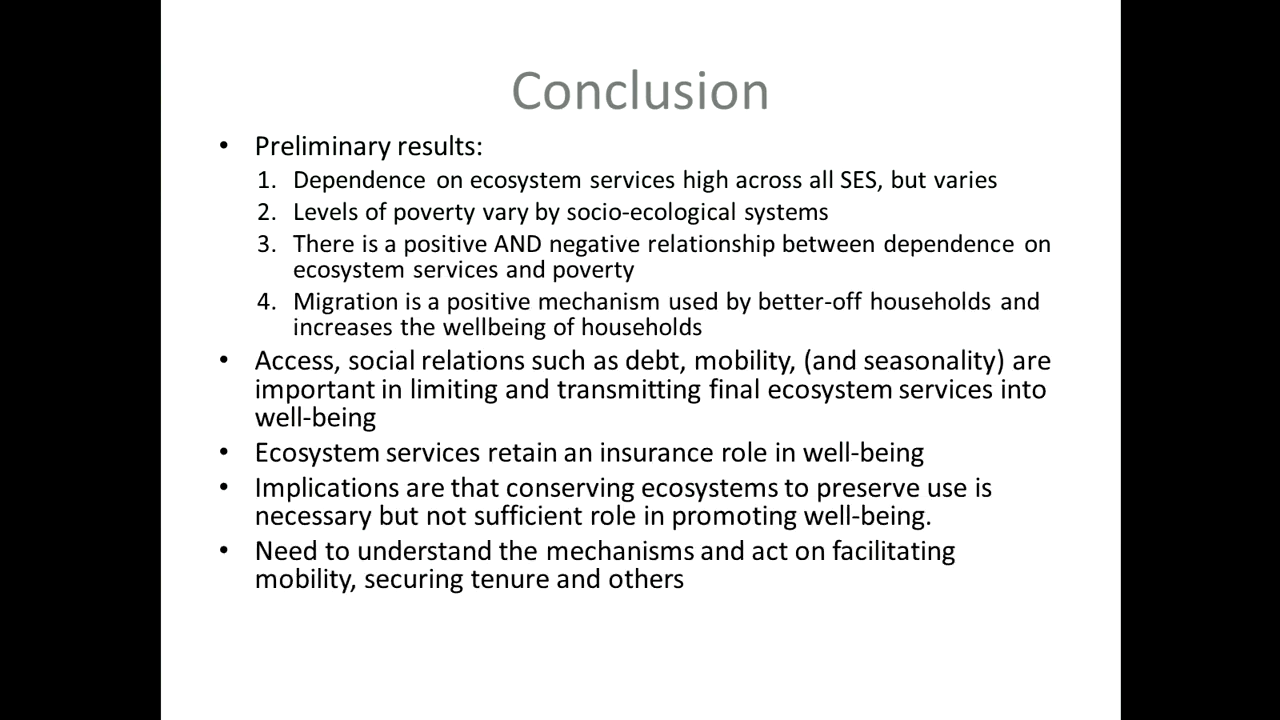 Conclusion
• Preliminary results:
1. Dependence on ecosystem services high across all SES, but varies
2. Levels of poverty vary by socio-ecological systems
3. There is a positive AND negative relationship between dependence on
ecosystem services and poverty
4. Migration is a positive mechanism used by better-off households and
increases the wellbeing of households
• Access, social relations such as debt, mobility, (and seasonality) are
important in limiting and transmitting final ecosystem services into
well-being
• Ecosystem services retain an insurance role in well-being
• Implications are that conserving ecosystems to preserve use is
necessary but not sufficient role in promoting well-being.
• Need to understand the mechanisms and act on facilitating
mobility, securing tenure and others